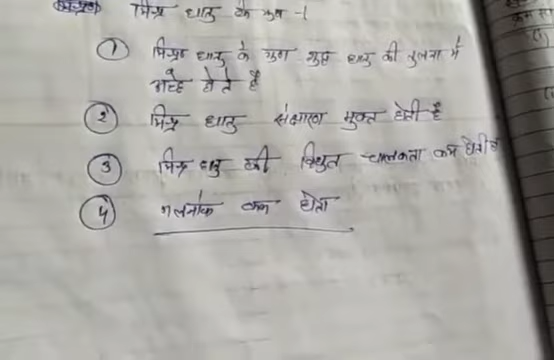 मिश्र धातु के गुण -
① मिश्र धातु के गुण शुद्ध धातु की तुलना में
अच्छे होते है
② मिश्र धातु संक्षारण मुक्त होती है
③ मिश्र धातु की विधुत चालकता कम होती है
④ गलनांक कम होता